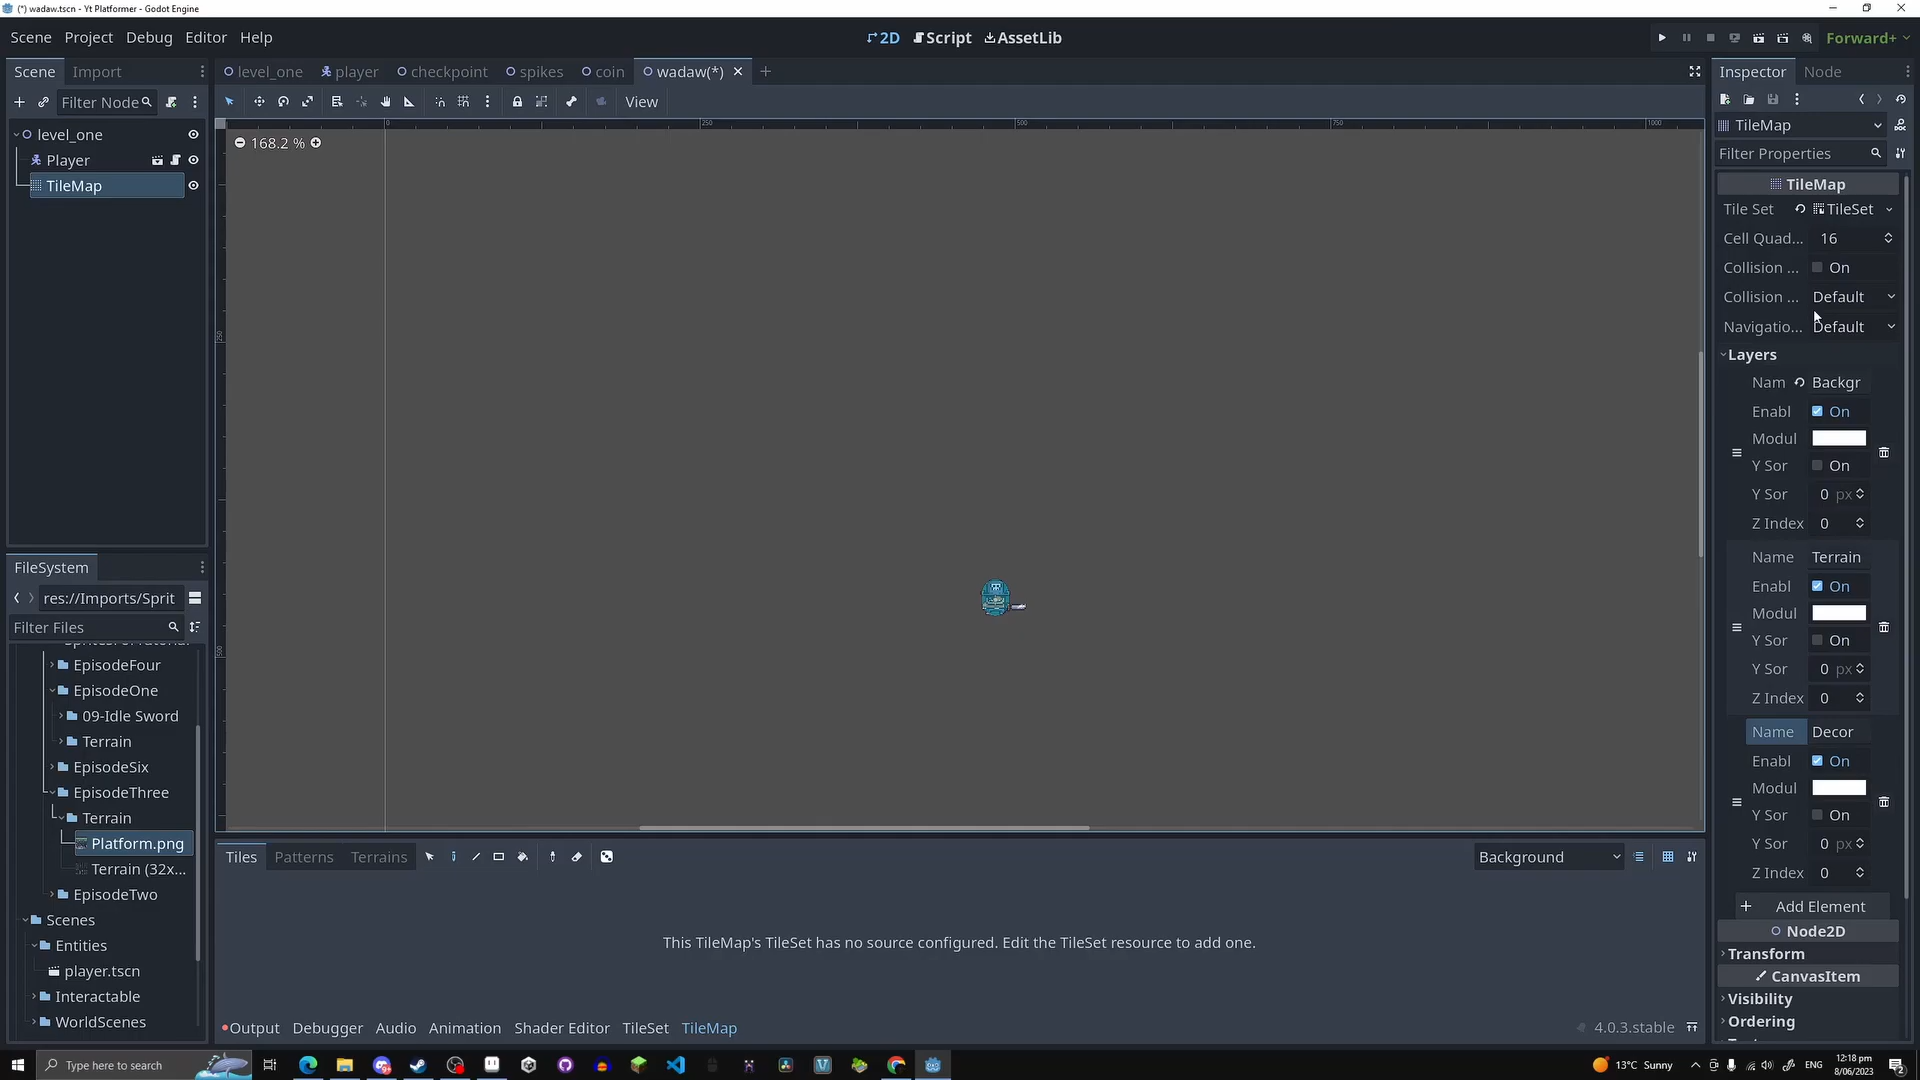 (*) wadaw.tscn - Yt Platformer - Godot Engine
Scene Project Debug Editor Help
2D Script AssetLib
Forward+
Scene Import
level_one player checkpoint spikes coin wadaw(*)
Inspector Node
Filter Node
View
TileMap
168.2 %
0 250 500 750 1000
250
500
level_one
Player
TileMap
Filter Properties
TileMap
Tile Set TileSet
Cell Quad... 16
Collision ... On
Collision ... Default
Navigatio... Default
Layers
Nam Backgr
Enabl On
Modul
Y Sor On
Y Sor 0 px
Z Index 0
Name Terrain
Enabl On
Modul
Y Sor On
Y Sor 0 px
Z Index 0
Name Decor
Enabl On
Modul
Y Sor On
Y Sor 0 px
Z Index 0
Add Element
Node2D
Transform
CanvasItem
Visibility
Ordering
FileSystem
res://Imports/Sprit
Filter Files
EpisodeFour
EpisodeOne
09-Idle Sword
Terrain
EpisodeSix
EpisodeThree
Terrain
Platform.png
Terrain (32x...
EpisodeTwo
Scenes
Entities
player.tscn
Interactable
WorldScenes
Tiles Patterns Terrains
Background
This TileMap's TileSet has no source configured. Edit the TileSet resource to add one.
Output Debugger Audio Animation Shader Editor TileSet TileMap
4.0.3.stable
Type here to search
13°C Sunny
ENG
12:18 pm
8/06/2023